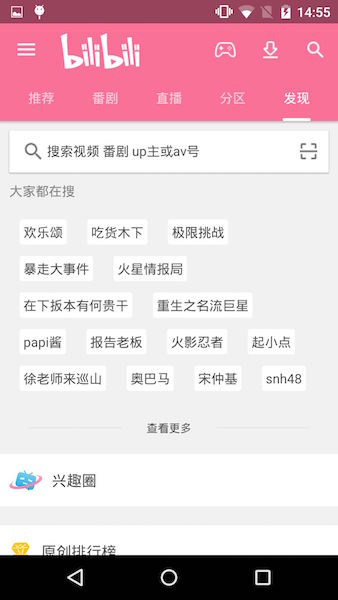 14:55
bilibili
推荐 番剧 直播 分区 发现
搜索视频 番剧 up主或av号
大家都在搜
欢乐颂 吃货木下 极限挑战
暴走大事件 火星情报局
在下扳本有何贵干 重生之名流巨星
papi酱 报告老板 火影忍者 起小点
徐老师来巡山 奥巴马 宋仲基 snh48
查看更多
兴趣圈
原创排行榜